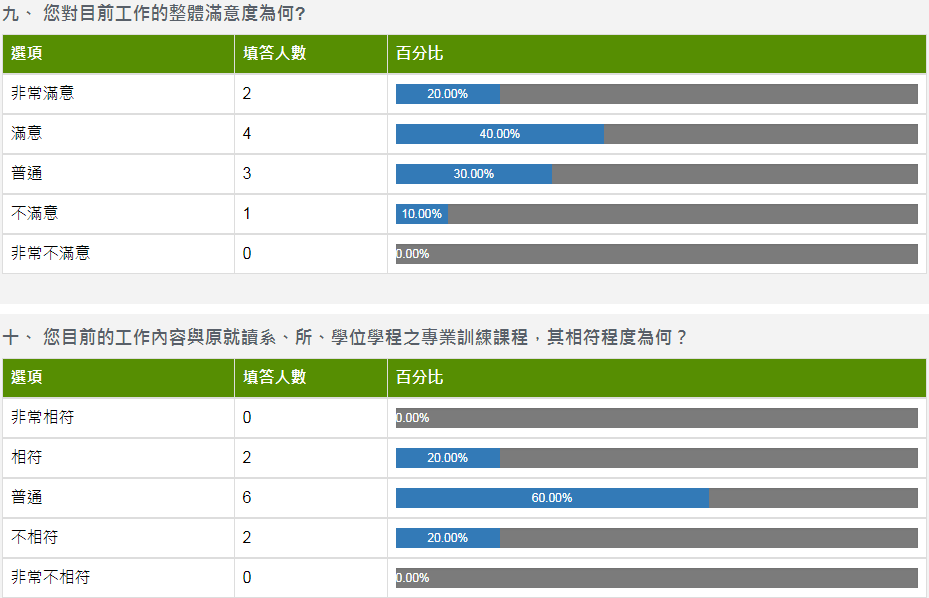 九、 您對目前工作的整體滿意度為何?
選項 填答人數 百分比
非常滿意 2 20.00%
滿意 4 40.00%
普通 3 30.00%
不滿意 1 10.00%
非常不滿意 0 0.00%
十、 您目前的工作內容與原就讀系、所、學位學程之專業訓練課程，其相符程度為何？
選項 填答人數 百分比
非常相符 0 0.00%
相符 2 20.00%
普通 6 60.00%
不相符 2 20.00%
非常不相符 0 0.00%